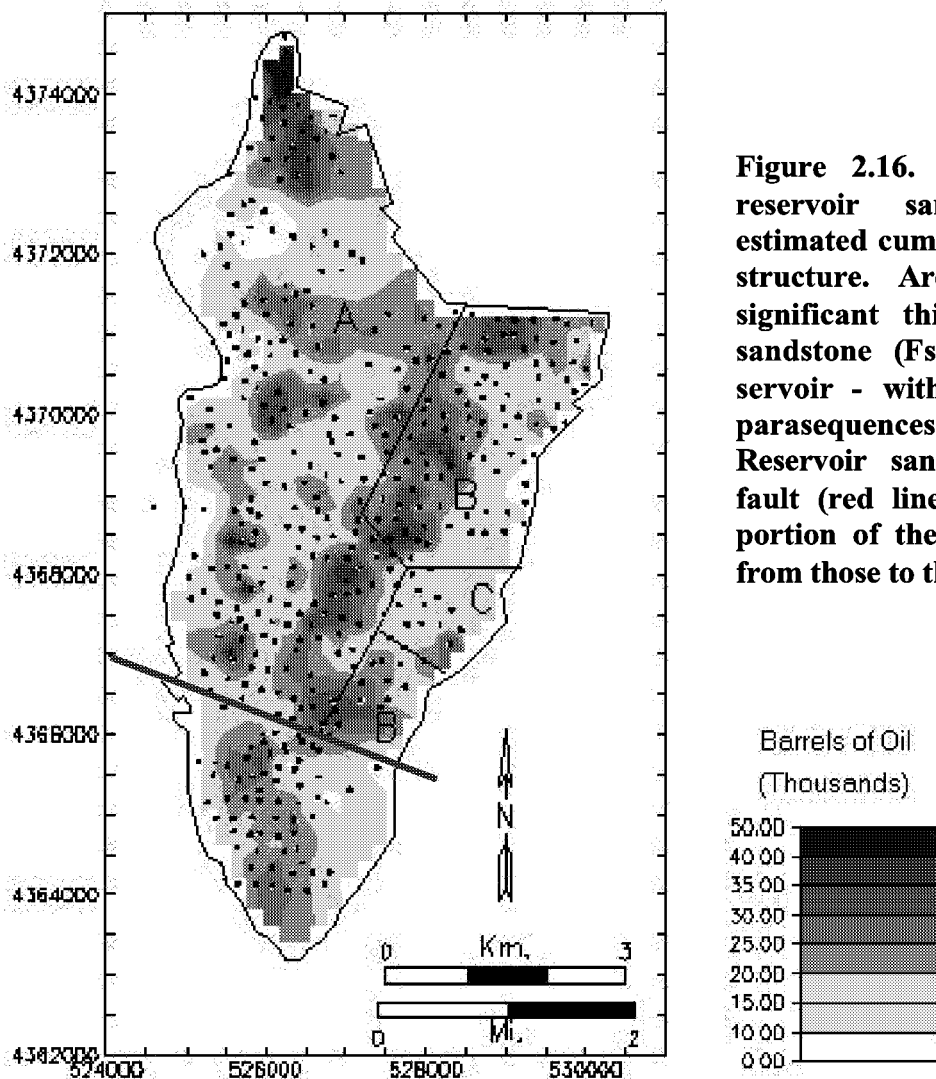 4374000
4372000
4370000
4368000
4366000
4364000
4362000
524000 526000 528000 530000
A
B
C
B
N
0 Km. 3
Mi.
0 2
Figure 2.16.
reservoir sar
estimated cum
structure. Are
significant thi
sandstone (Fs
servoir - with
parasequences
Reservoir san
fault (red line
portion of the
from those to th
Barrels of Oil
(Thousands)
50.00
40.00
35.00
30.00
25.00
20.00
15.00
10.00
0.00